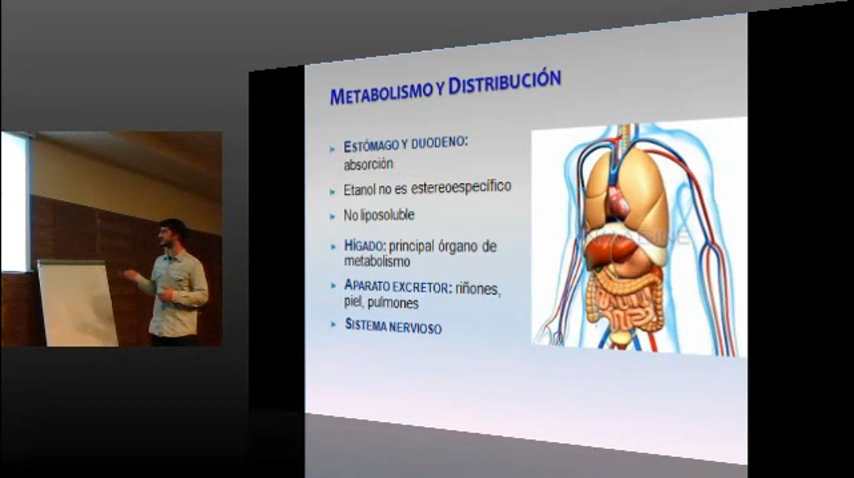 METABOLISMO Y DISTRIBUCIÓN
ESTÓMAGO Y DUODENO:
absorción
Etanol no es estereoespecífico
No liposoluble
HÍGADO: principal órgano de
metabolismo
APARATO EXCRETOR: riñones,
piel, pulmones
SISTEMA NERVIOSO